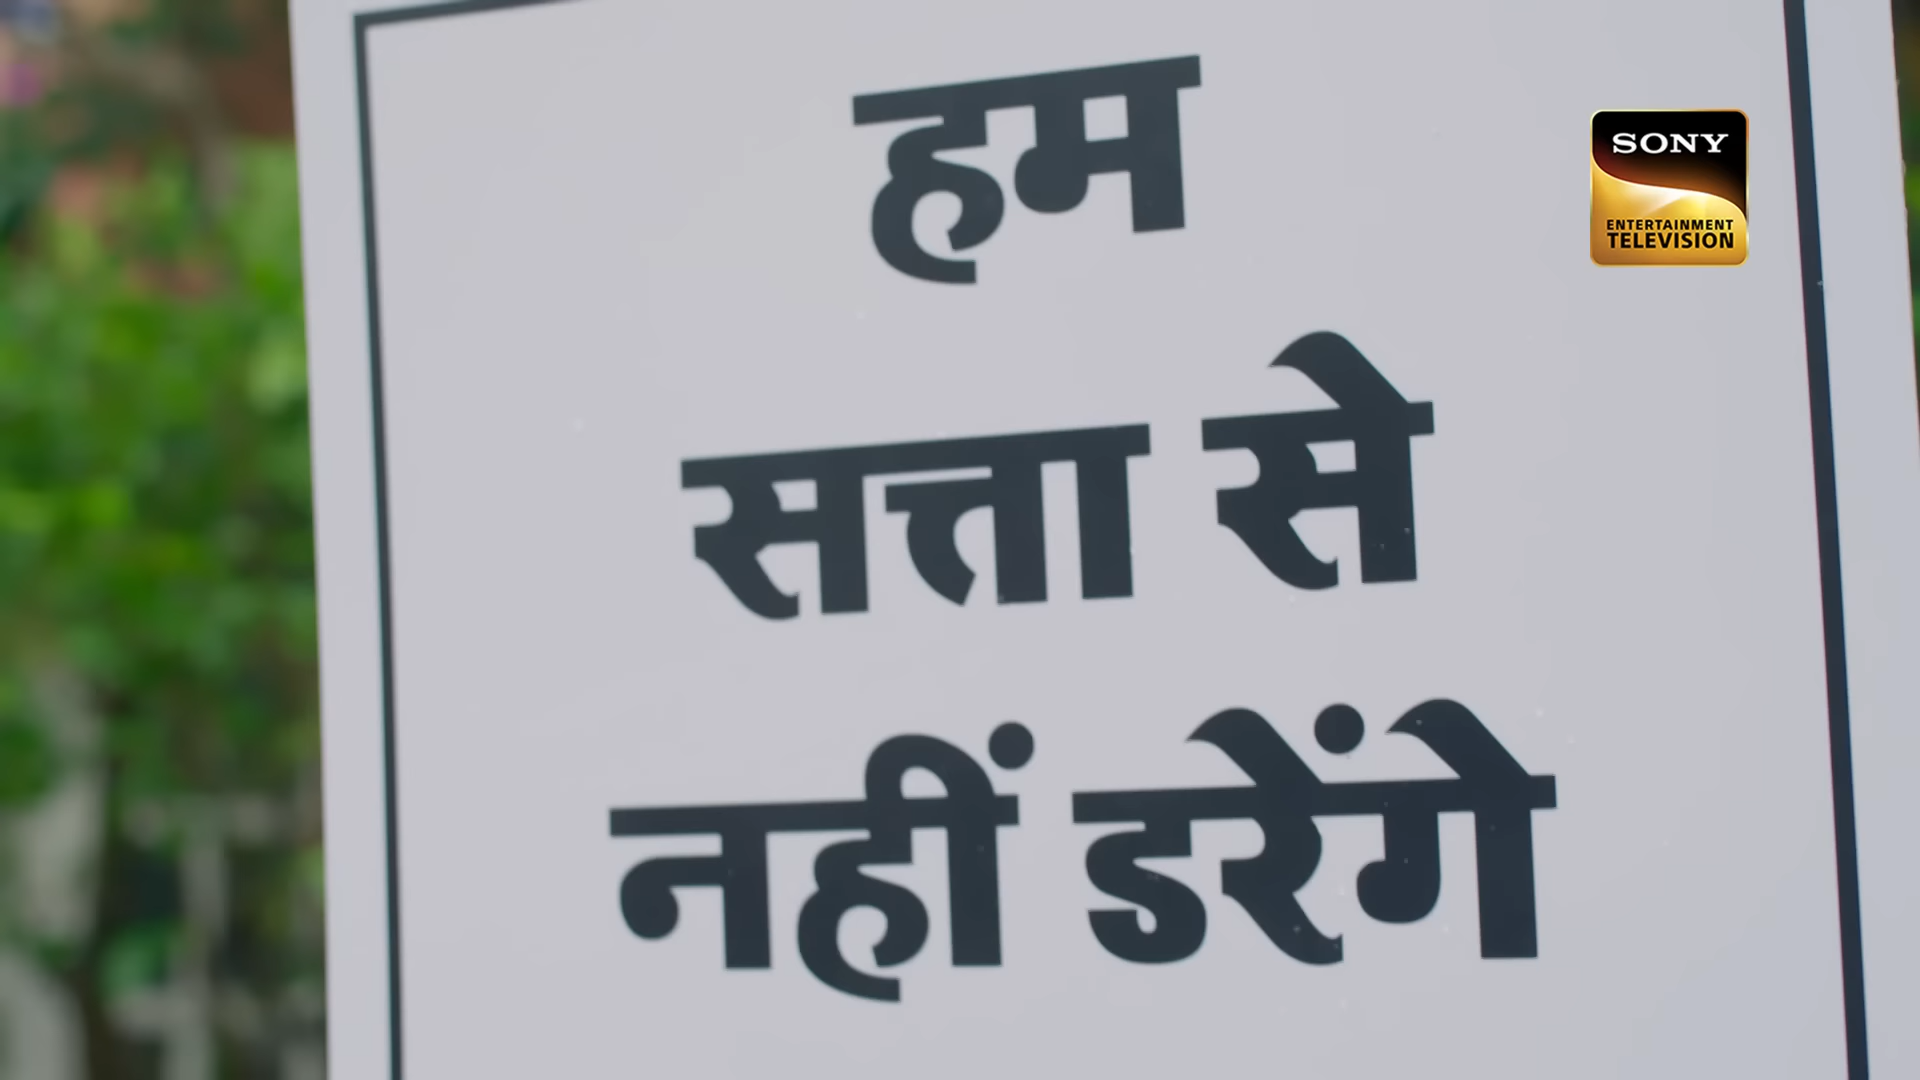 हम
SONY
ENTERTAINMENT
TELEVISION
सत्ता से
नहीं डरेंगे